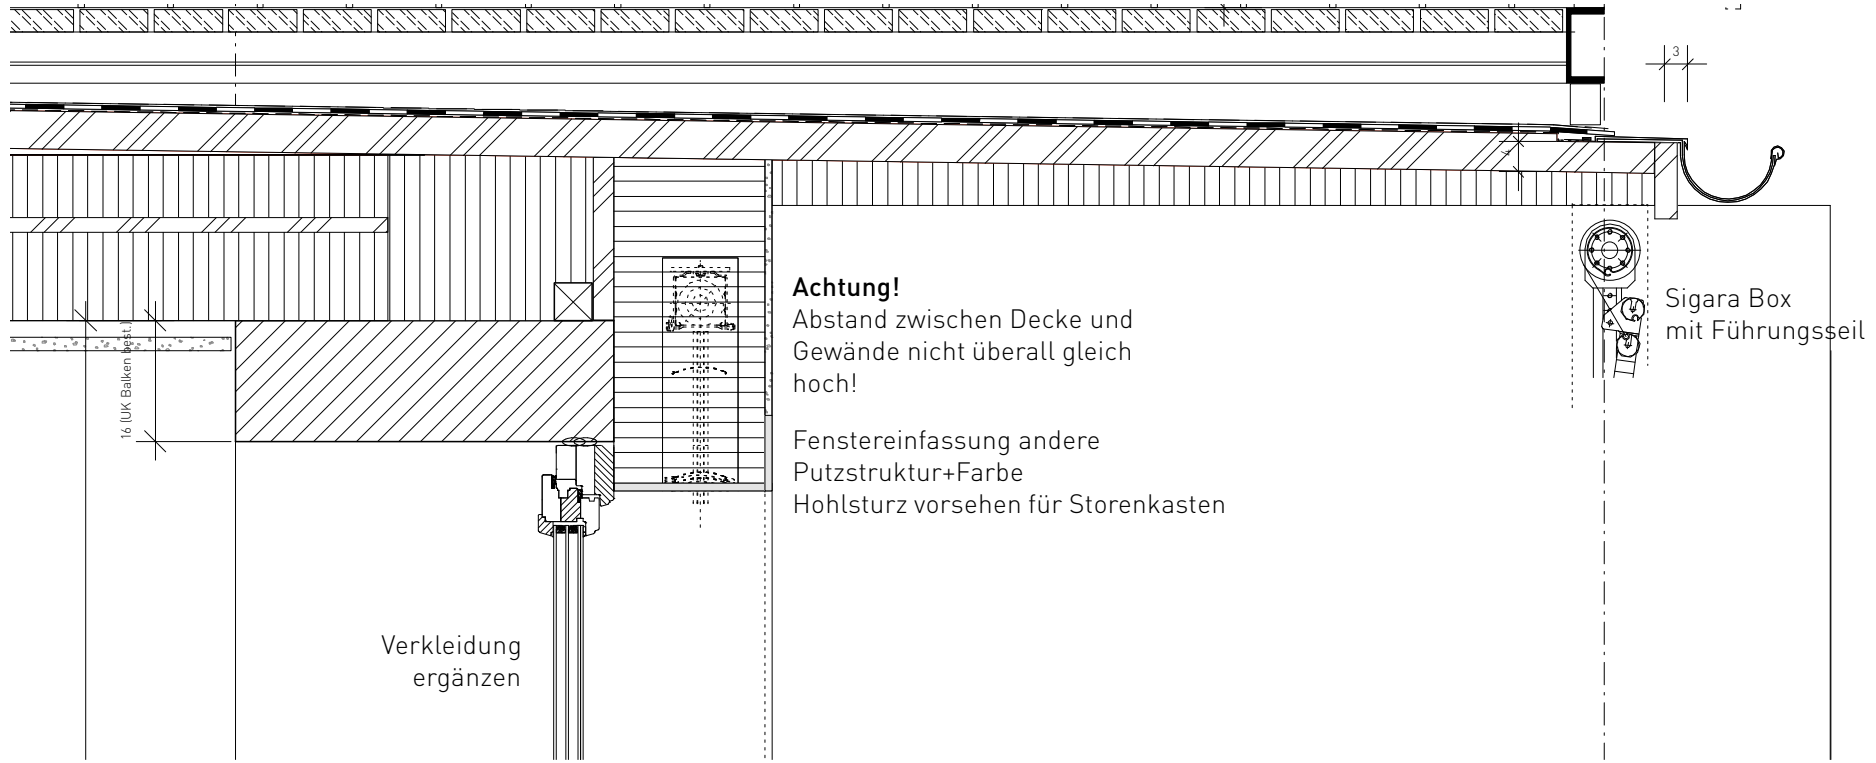 3
4
Achtung!
Abstand zwischen Decke und
Gewände nicht überall gleich
hoch!
Fenstereinfassung andere
Putzstruktur+Farbe
Hohlsturz vorsehen für Storenkasten
Sigara Box
mit Führungsseil
16 (UK Balken best.)
Verkleidung
ergänzen